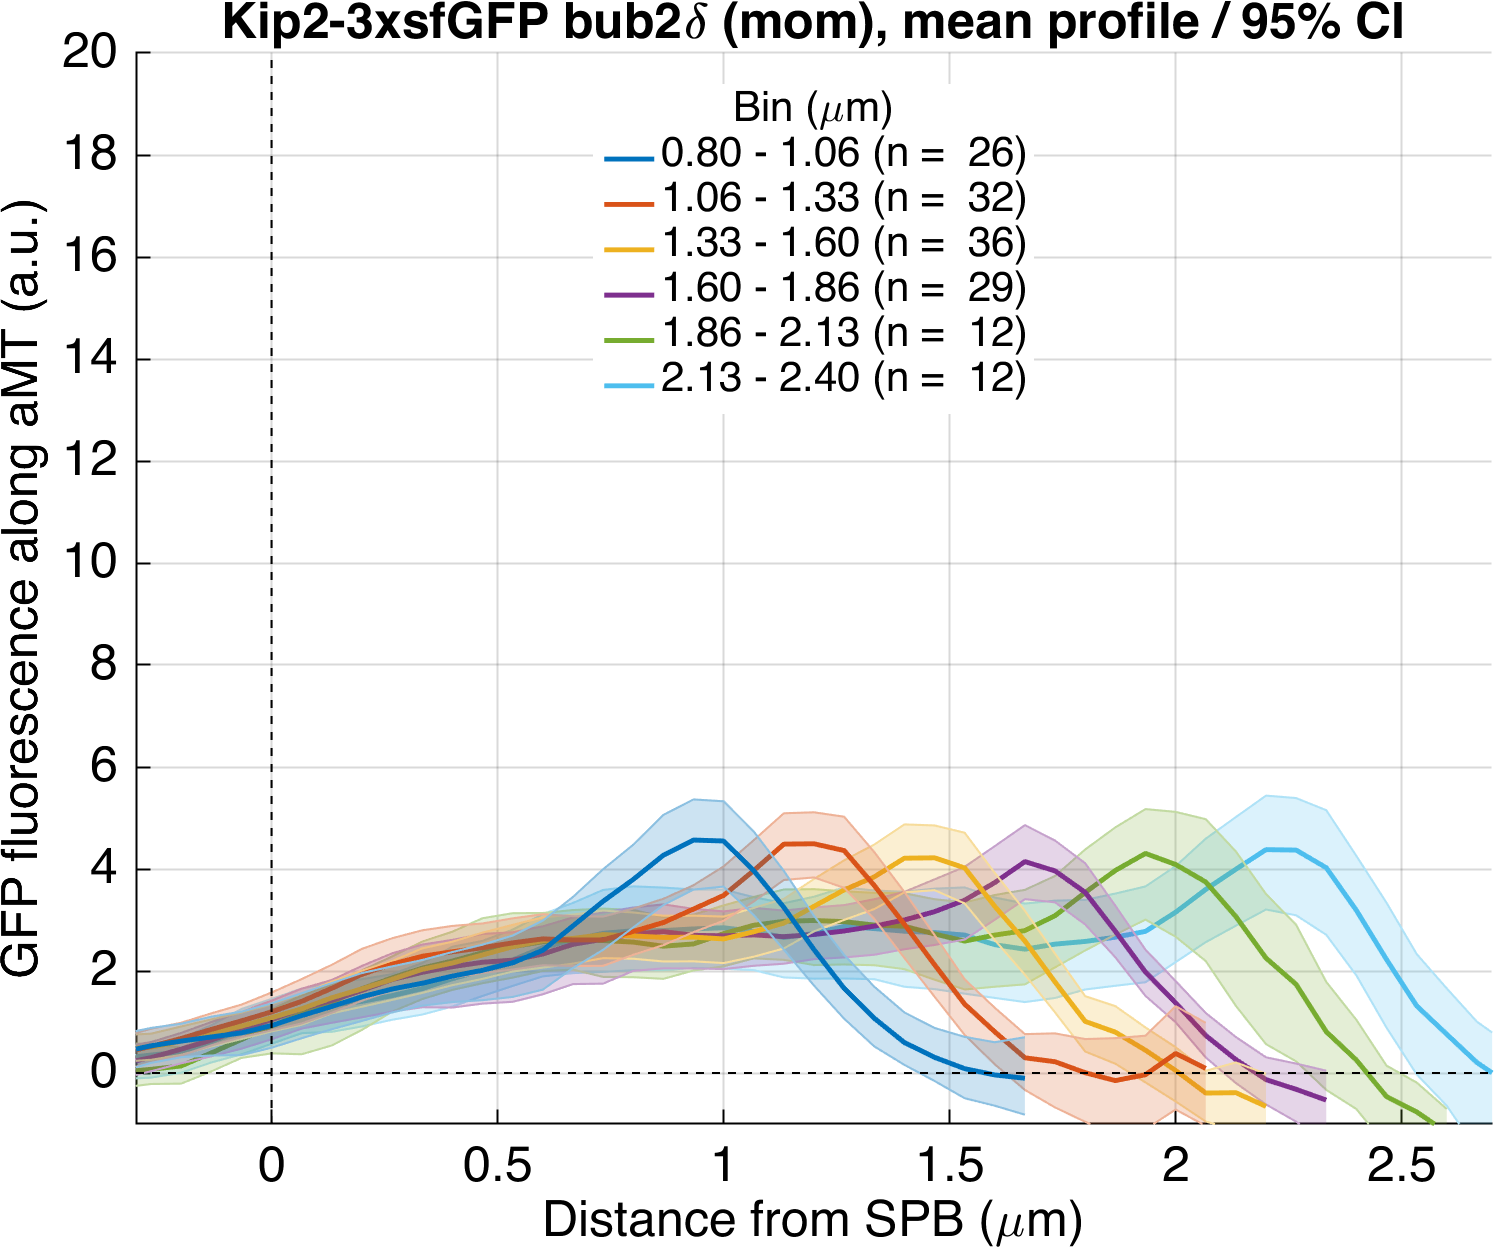 Kip2-3xsfGFP bub2δ (mom), mean profile / 95% CI
GFP fluorescence along aMT (a.u.)
20
18
16
14
12
10
8
6
4
2
0
Bin (μm)
0.80 - 1.06 (n = 26)
1.06 - 1.33 (n = 32)
1.33 - 1.60 (n = 36)
1.60 - 1.86 (n = 29)
1.86 - 2.13 (n = 12)
2.13 - 2.40 (n = 12)
0 0.5 1 1.5 2 2.5
Distance from SPB (μm)